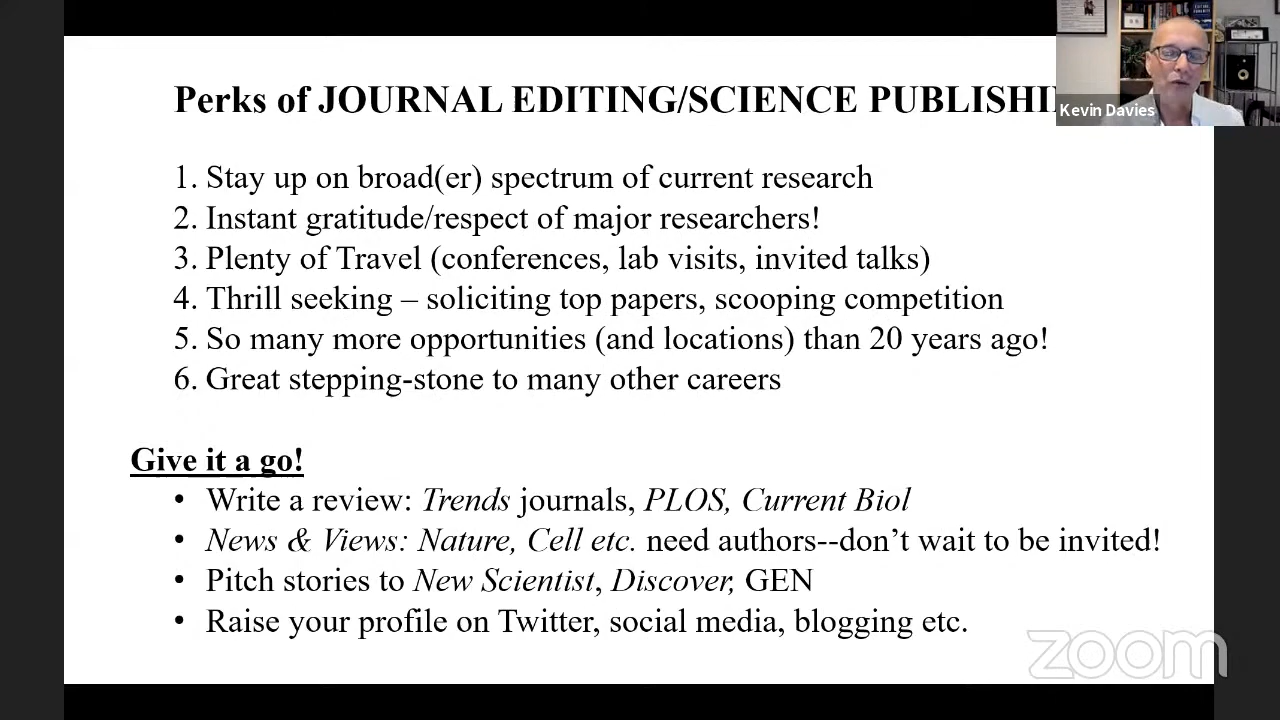 Perks of JOURNAL EDITING/SCIENCE PUBLISHI
Kevin Davies
1. Stay up on broad(er) spectrum of current research
2. Instant gratitude/respect of major researchers!
3. Plenty of Travel (conferences, lab visits, invited talks)
4. Thrill seeking – soliciting top papers, scooping competition
5. So many more opportunities (and locations) than 20 years ago!
6. Great stepping-stone to many other careers
Give it a go!
• Write a review: Trends journals, PLOS, Current Biol
• News & Views: Nature, Cell etc. need authors--don’t wait to be invited!
• Pitch stories to New Scientist, Discover, GEN
• Raise your profile on Twitter, social media, blogging etc.
zoom